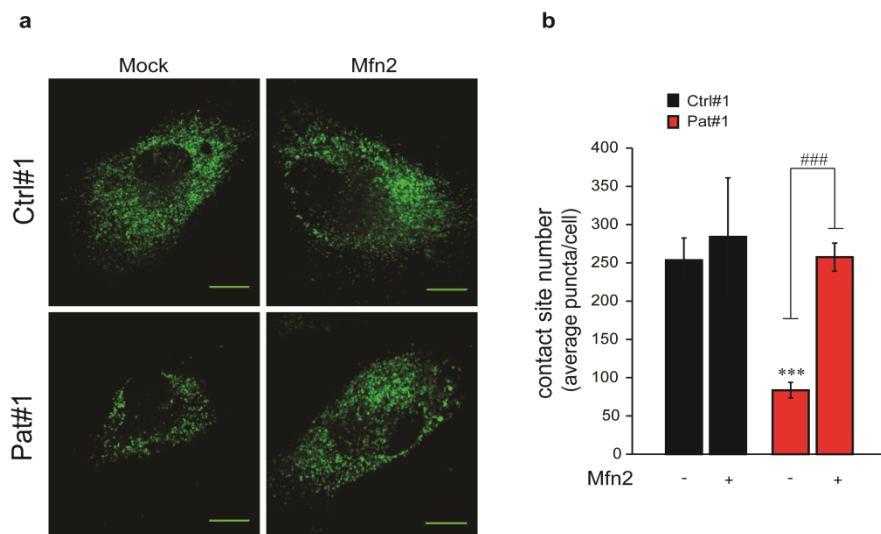 a
Mock
Mfn2
Ctrl#1
Pat#1
b
Ctrl#1
Pat#1
contact site number
(average puncta/cell)
400
350
300
250
200
150
100
50
0
###
***
Mfn2 - + - +